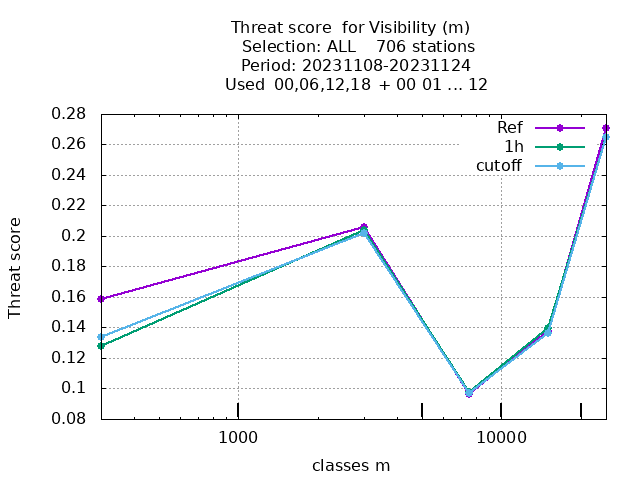 Threat score  for Visibility (m)
Selection: ALL    706 stations
Period: 20231108-20231124
Used  00,06,12,18  + 00 01 ... 12
0.28
0.26
0.24
0.22
0.2
0.18
0.16
0.14
0.12
0.1
0.08
Threat score
Ref
1h
cutoff
1000
10000
classes m